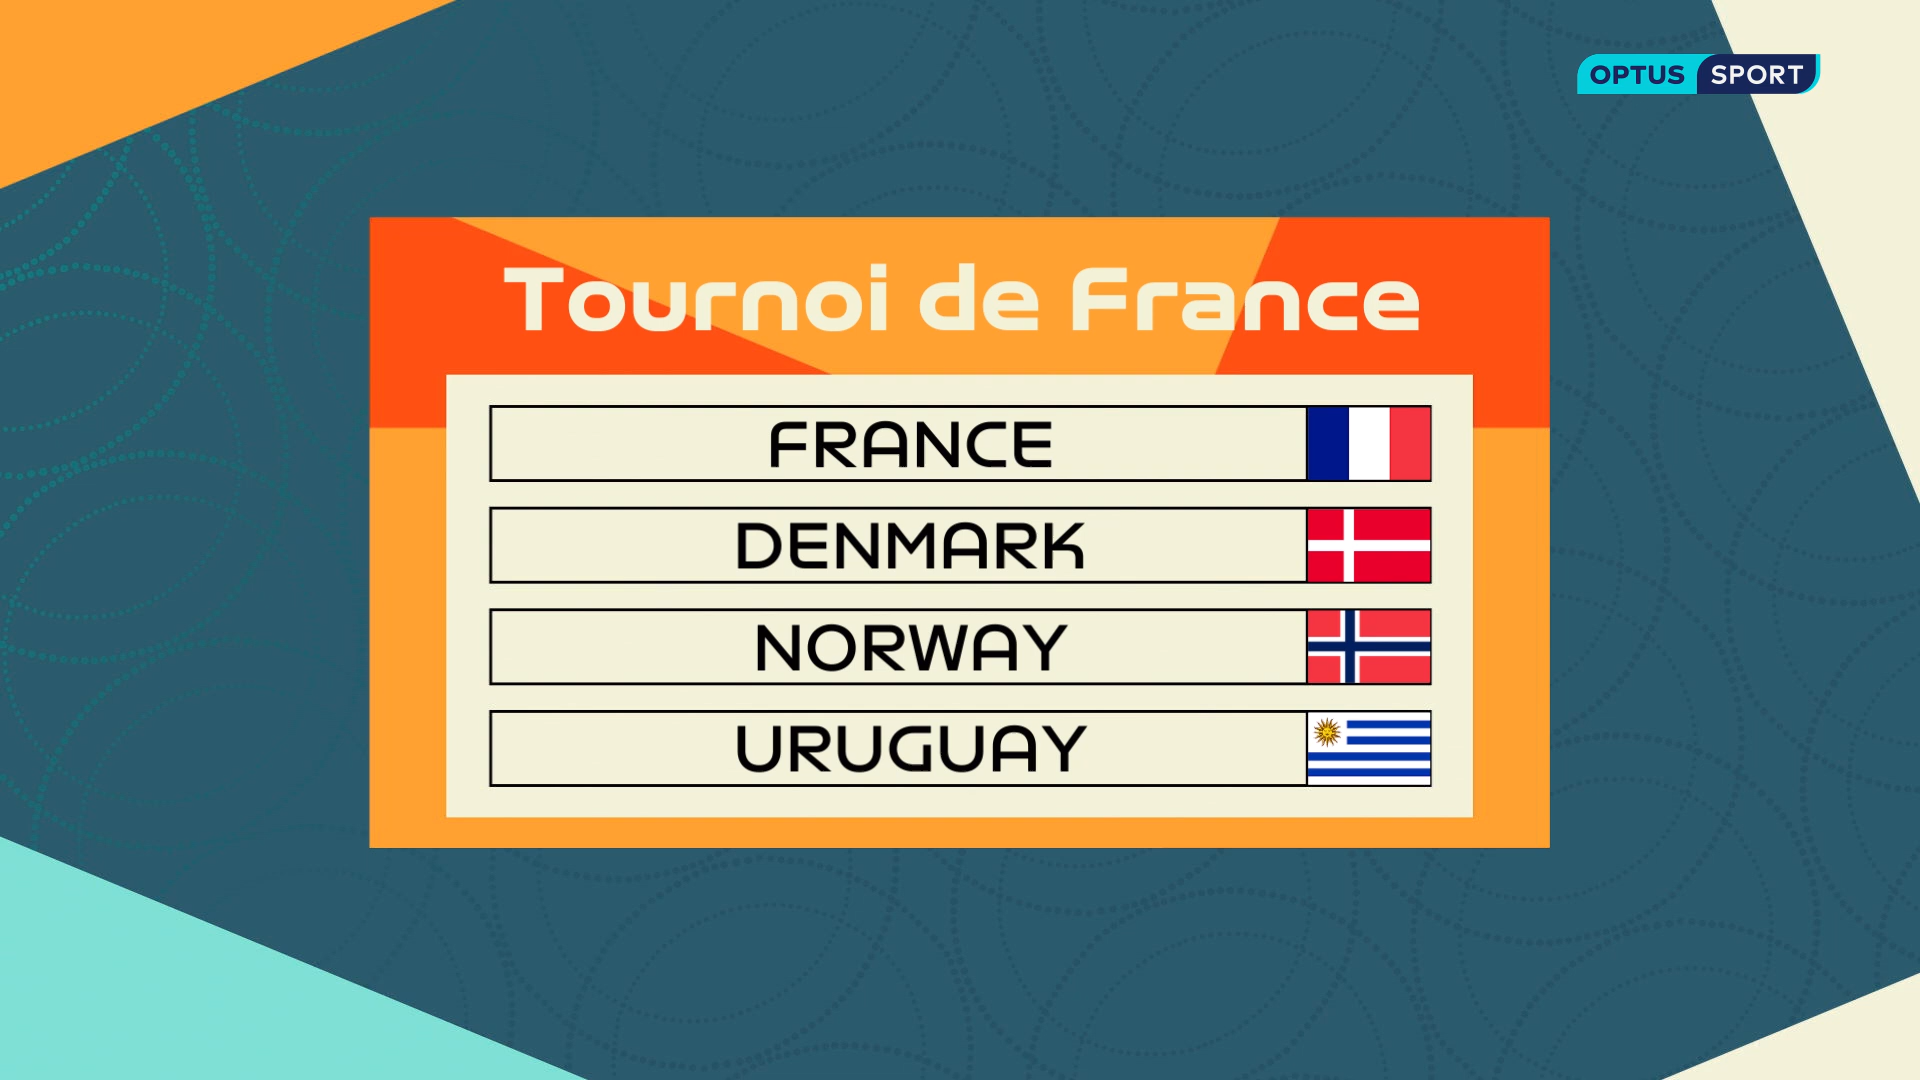 OPTUS SPORT
Tournoi de France
FRANCE
DENMARK
NORWAY
URUGUAY